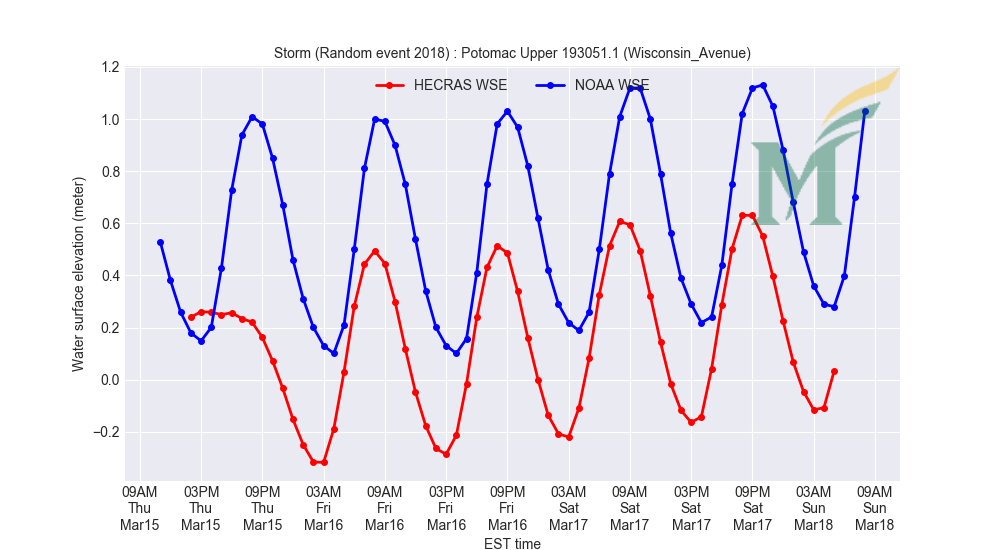 Storm (Random event 2018) : Potomac Upper 193051.1 (Wisconsin_Avenue)
HECRAS WSE NOAA WSE
Water surface elevation (meter)
1.2
1.0
0.8
0.6
0.4
0.2
0.0
−0.2
09AM 03PM 09PM 03AM 09AM 03PM 09PM 03AM 09AM 03PM 09PM 03AM 09AM
Thu Thu Thu Fri Fri Fri Fri Sat Sat Sat Sat Sun Sun
Mar15 Mar15 Mar15 Mar16 Mar16 Mar16 Mar16 Mar17 Mar17 Mar17 Mar17 Mar18 Mar18
EST time
M